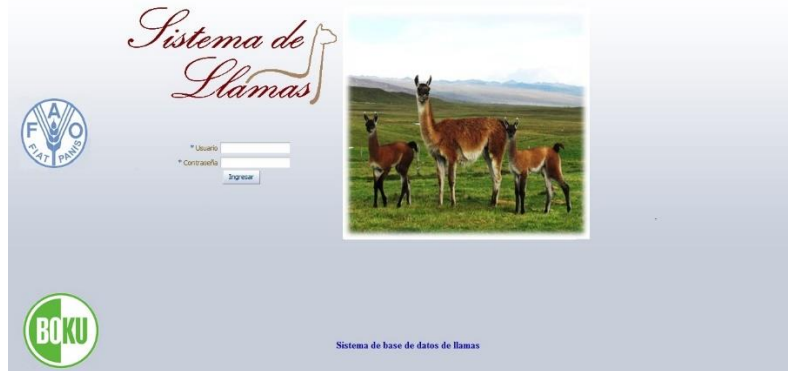 Sistema de
Llamas
FAO
FIAT PANIS
* Usuario
* Contraseña
Ingresar
BOKU
Sistema de base de datos de llamas